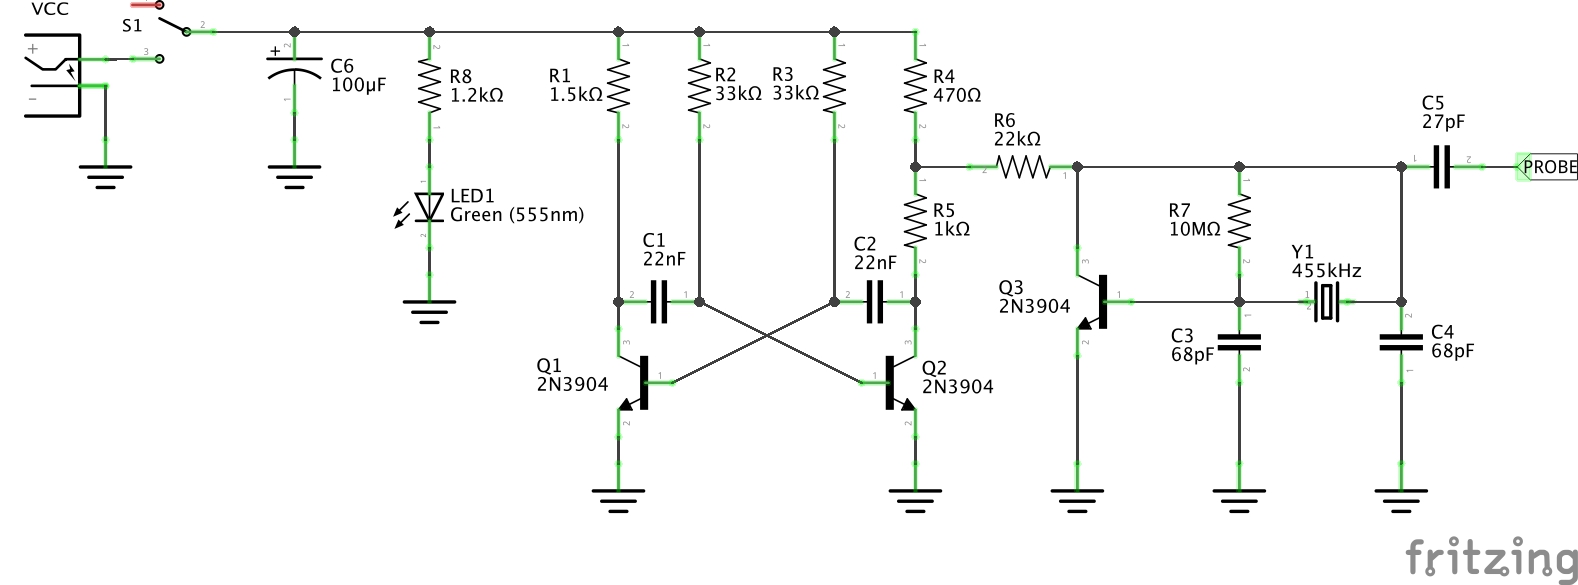 VCC
S1
C6
100µF
R8
1.2kΩ
R1
1.5kΩ
R2
33kΩ
R3
33kΩ
R4
470Ω
R6
22kΩ
C5
27pF
PROBE
LED1
Green (555nm)
C1
22nF
C2
22nF
R5
1kΩ
R7
10MΩ
Y1
455kHz
Q3
2N3904
C3
68pF
C4
68pF
Q1
2N3904
Q2
2N3904
fritzing